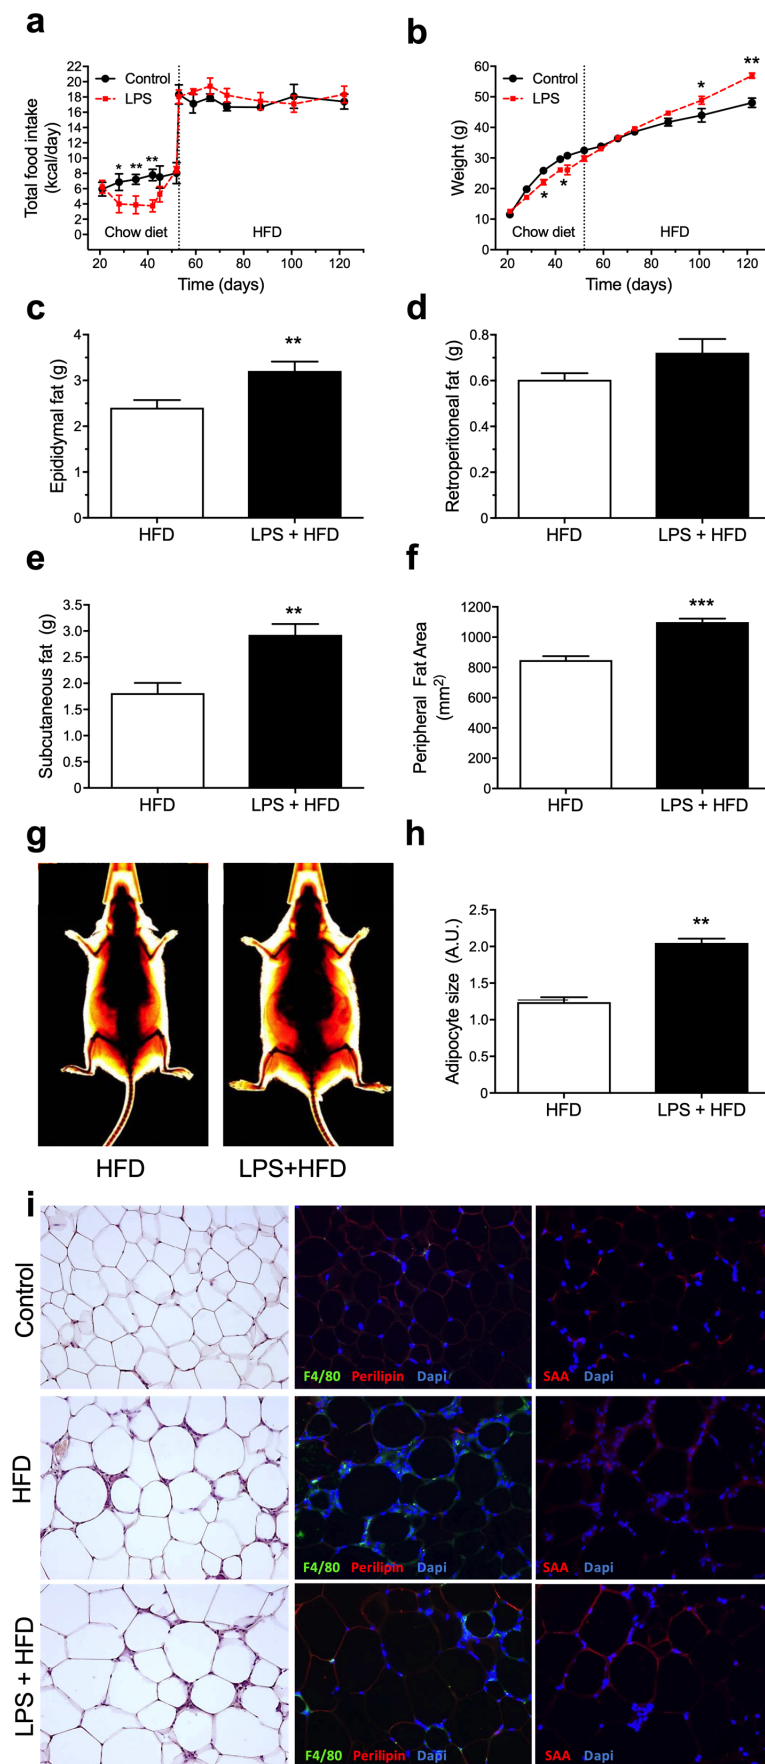 a
Total food intake
(kcal/day)
22
20
18
16
14
12
10
8
6
4
2
0
Control
LPS
* ** **
Chow diet
HFD
20 40 60 80 100 120
Time (days)
b
Weight (g)
60
50
40
30
20
10
0
Control
LPS
*
*
*
**
Chow diet
HFD
20 40 60 80 100 120
Time (days)
c
Epididymal fat (g)
4
3
2
1
0
**
HFD
LPS + HFD
d
Retroperitoneal fat (g)
0.8
0.6
0.4
0.2
0
HFD
LPS + HFD
e
Subcutaneous fat (g)
3.5
3.0
2.5
2.0
1.5
1.0
0.5
0
**
HFD
LPS + HFD
f
Peripheral Fat Area
(mm²)
1200
1000
800
600
400
200
0
***
HFD
LPS + HFD
g
HFD
LPS+HFD
h
Adipocyte size (A.U.)
2.5
2.0
1.5
1.0
0.5
0
**
HFD
LPS + HFD
i
Control
F4/80 Perilipin Dapi
SAA Dapi
HFD
F4/80 Perilipin Dapi
SAA Dapi
LPS + HFD
F4/80 Perilipin Dapi
SAA Dapi